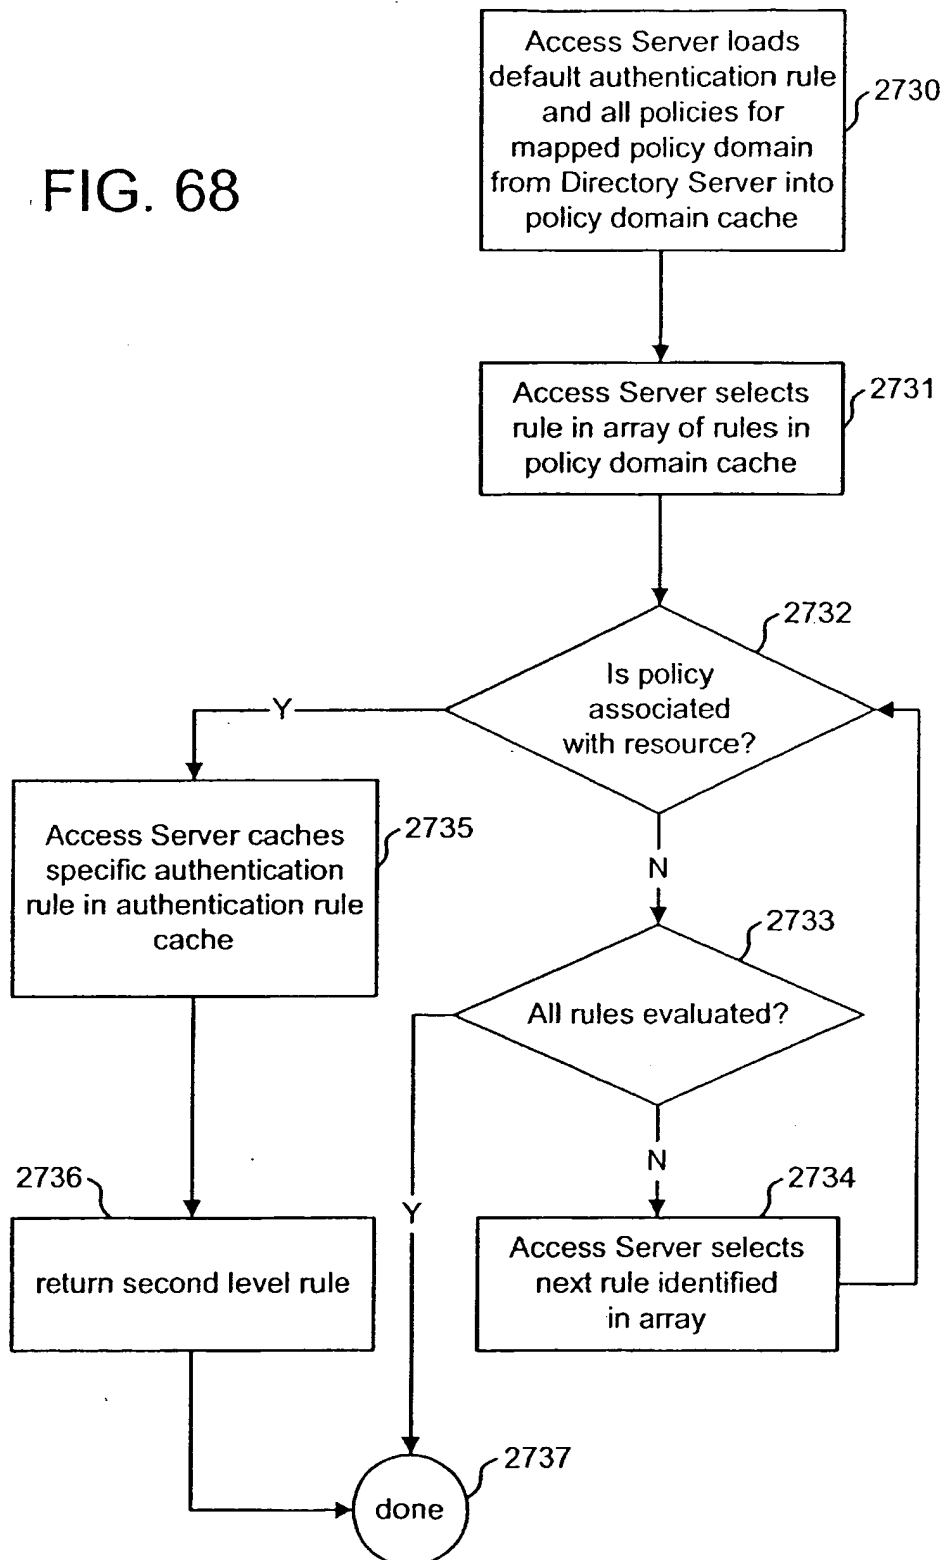 FIG. 68
Access Server loads
default authentication rule
and all policies for
mapped policy domain
from Directory Server into
policy domain cache
2730
Access Server selects
rule in array of rules in
policy domain cache
2731
Is policy
associated
with resource?
2732
Y
N
Access Server caches
specific authentication
rule in authentication rule
cache
2735
All rules evaluated?
2733
Y
N
return second level rule
2736
Access Server selects
next rule identified
in array
2734
done
2737